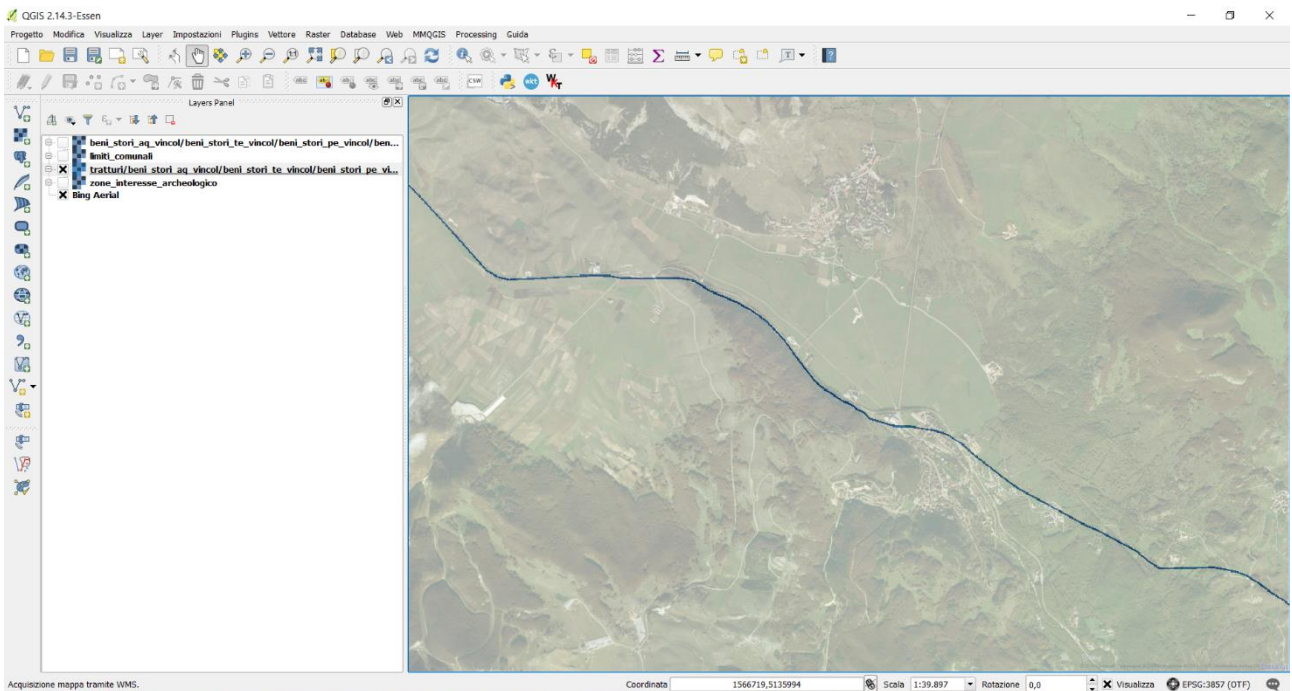 QGIS 2.14.3-Essen
Progetto Modifica Visualizza Layer Impostazioni Plugins Vettore Raster Database Web MMQGIS Processing Guida
Layers Panel
beni_stori_aq_vincol/beni_stori_te_vincol/beni_stori_pe_vincol/ben...
limiti_comunali
tratturi/beni_stori_aq_vincol/beni_stori_te_vincol/beni_stori_pe_vi...
zone_interesse_archeologico
Bing Aerial
Acquisizione mappa tramite WMS. Coordinata 1566719,5135994 Scala 1:39.897 Rotazione 0,0 Visualizza EPSG:3857 (OTF)